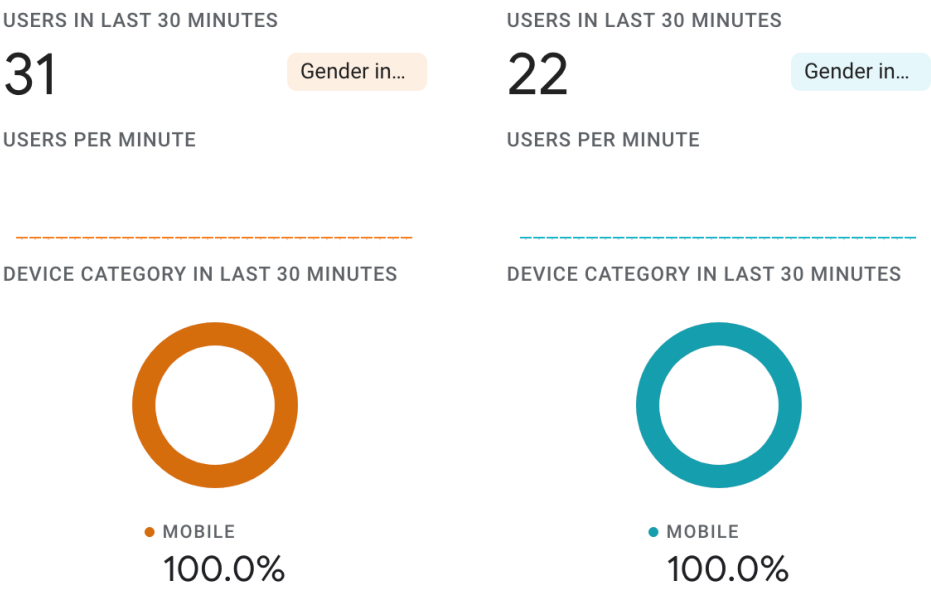 USERS IN LAST 30 MINUTES
31
Gender in...
USERS PER MINUTE
DEVICE CATEGORY IN LAST 30 MINUTES
MOBILE
100.0%
USERS IN LAST 30 MINUTES
22
Gender in...
USERS PER MINUTE
DEVICE CATEGORY IN LAST 30 MINUTES
MOBILE
100.0%